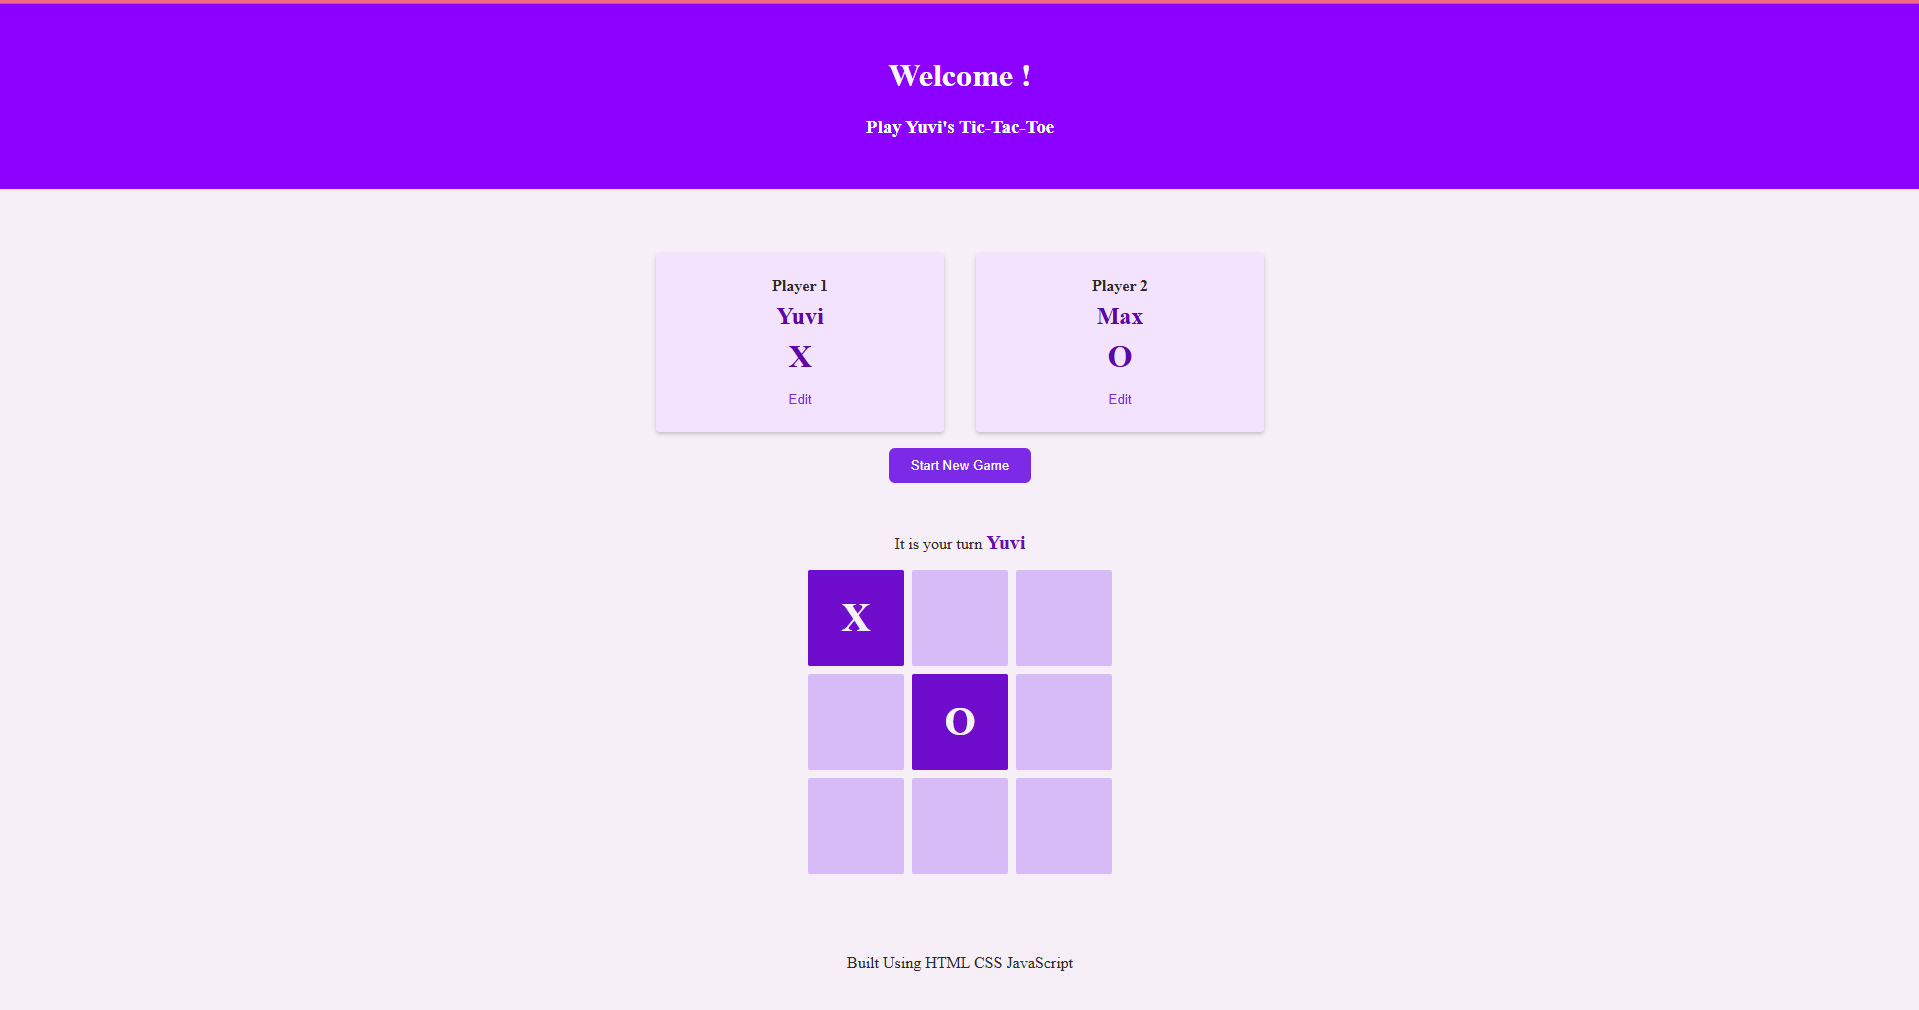 Welcome !
Play Yuvi's Tic-Tac-Toe
Player 1
Yuvi
X
Edit
Player 2
Max
O
Edit
Start New Game
It is your turn Yuvi
X
O
Built Using HTML CSS JavaScript